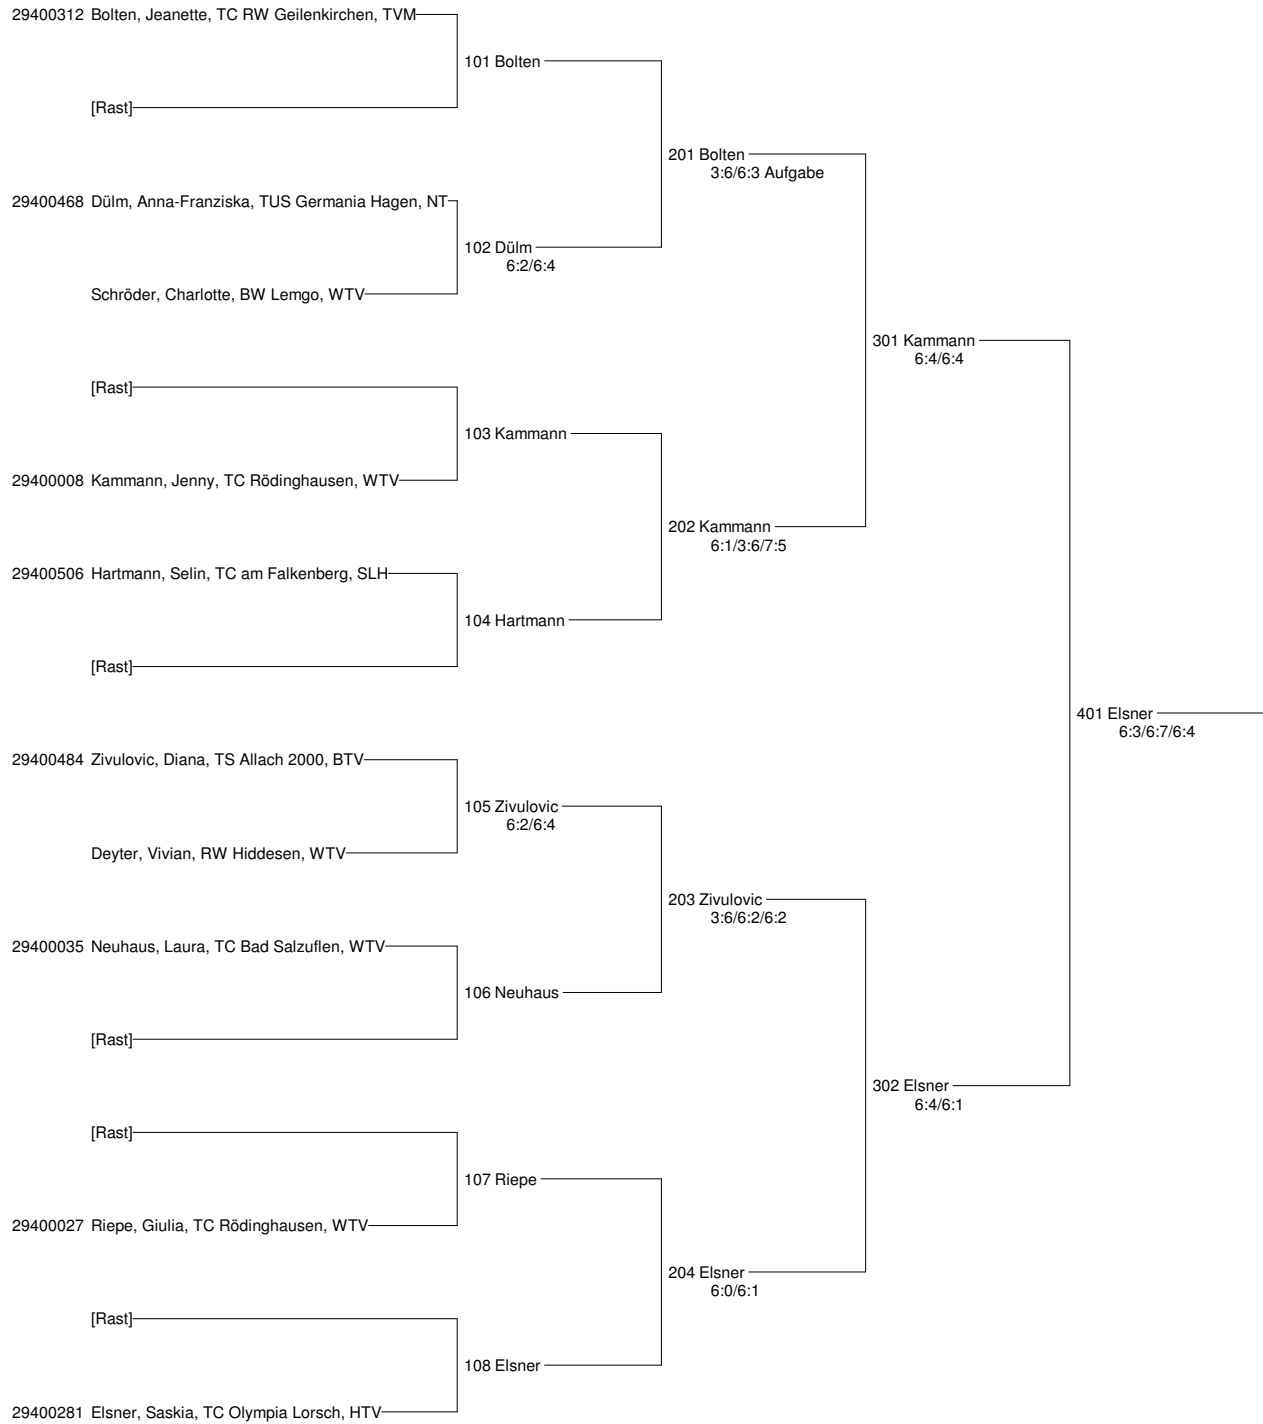 29400312 Bolten, Jeanette, TC RW Geilenkirchen, TVM
101 Bolten
[Rast]
201 Bolten
3:6/6:3 Aufgabe
29400468 Dülm, Anna-Franziska, TUS Germania Hagen, NT
102 Dülm
6:2/6:4
Schröder, Charlotte, BW Lemgo, WTV
301 Kammann
6:4/6:4
[Rast]
103 Kammann
29400008 Kammann, Jenny, TC Rödinghausen, WTV
202 Kammann
6:1/3:6/7:5
29400506 Hartmann, Selin, TC am Falkenberg, SLH
104 Hartmann
[Rast]
401 Elsner
6:3/6:7/6:4
29400484 Zivulovic, Diana, TS Allach 2000, BTV
105 Zivulovic
6:2/6:4
Deyter, Vivian, RW Hiddesen, WTV
203 Zivulovic
3:6/6:2/6:2
29400035 Neuhaus, Laura, TC Bad Salzuflen, WTV
106 Neuhaus
[Rast]
302 Elsner
6:4/6:1
[Rast]
107 Riepe
29400027 Riepe, Giulia, TC Rödinghausen, WTV
204 Elsner
6:0/6:1
[Rast]
108 Elsner
29400281 Elsner, Saskia, TC Olympia Lorsch, HTV